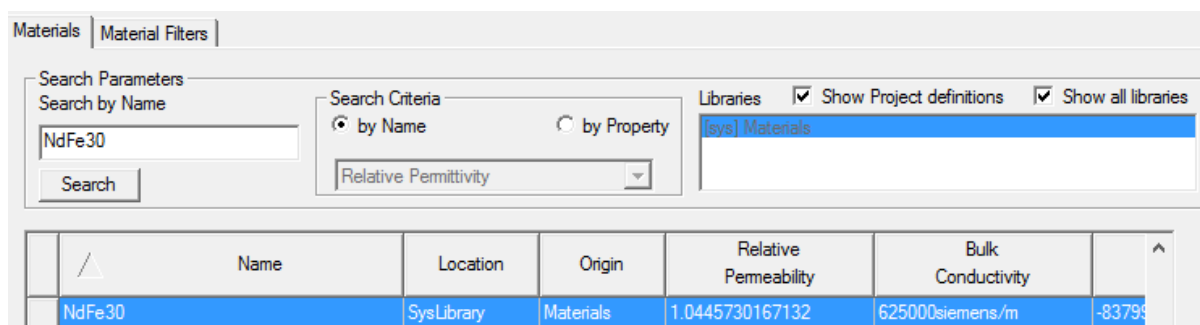 Materials Material Filters
Search Parameters
Search by Name
NdFe30
Search
Search Criteria
by Name by Property
Relative Permittivity
Libraries Show Project definitions Show all libraries
[sys] Materials
Name Location Origin Relative Permeability Bulk Conductivity
NdFe30 SysLibrary Materials 1.0445730167132 625000siemens/m -83799